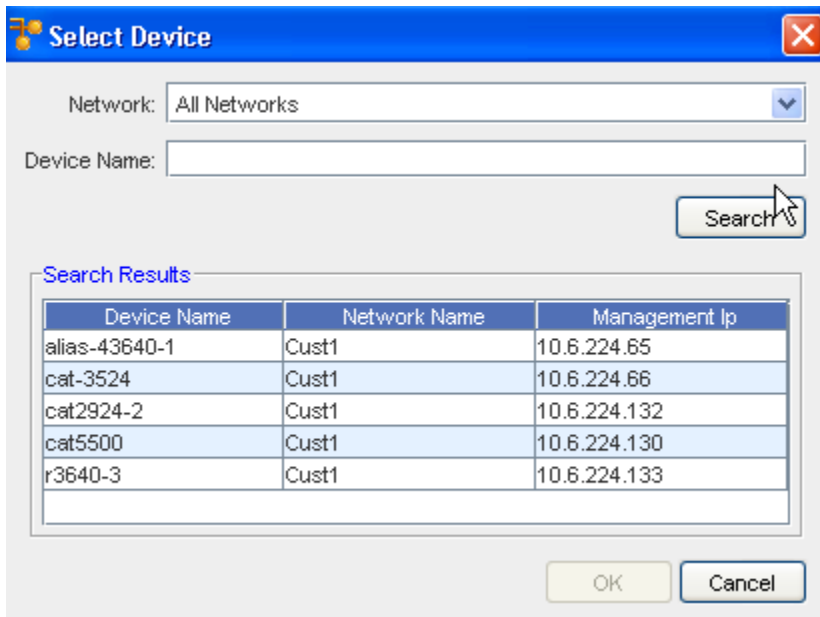 Select Device
Network: All Networks
Device Name:
Search
Search Results
Device Name Network Name Management Ip
alias-43640-1 Cust1 10.6.224.65
cat-3524 Cust1 10.6.224.66
cat2924-2 Cust1 10.6.224.132
cat5500 Cust1 10.6.224.130
r3640-3 Cust1 10.6.224.133
OK Cancel